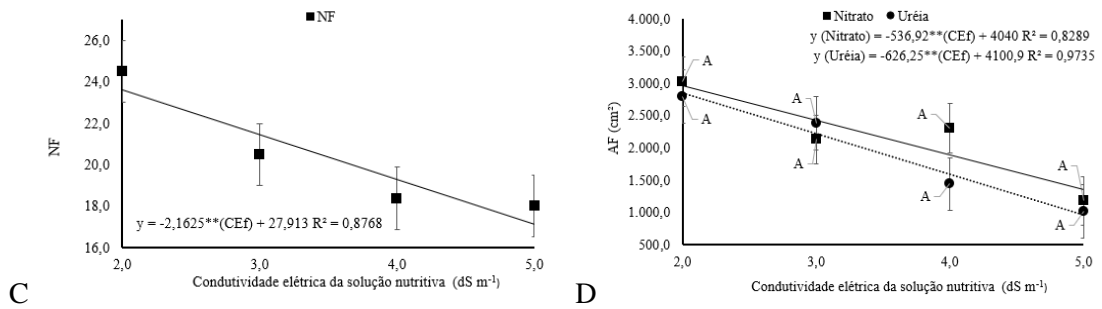 NF
26,0
24,0
22,0
20,0
18,0
16,0
NF
y = -2,1625**(CEf) + 27,913 R² = 0,8768
2,0 3,0 4,0 5,0
Condutividade elétrica da solução nutritiva (dS m⁻¹)
C
Nitrato Uréia
y (Nitrato) = -536,92**(CEf) + 4040 R² = 0,8289
y (Uréia) = -626,25**(CEf) + 4100,9 R² = 0,9735
4.000,0
3.500,0
3.000,0
2.500,0
2.000,0
1.500,0
1.000,0
500,0
AF (cm²)
A
A
A
A
A
A
A
A
2,0 3,0 4,0 5,0
Condutividade elétrica da solução nutritiva (dS m⁻¹)
D